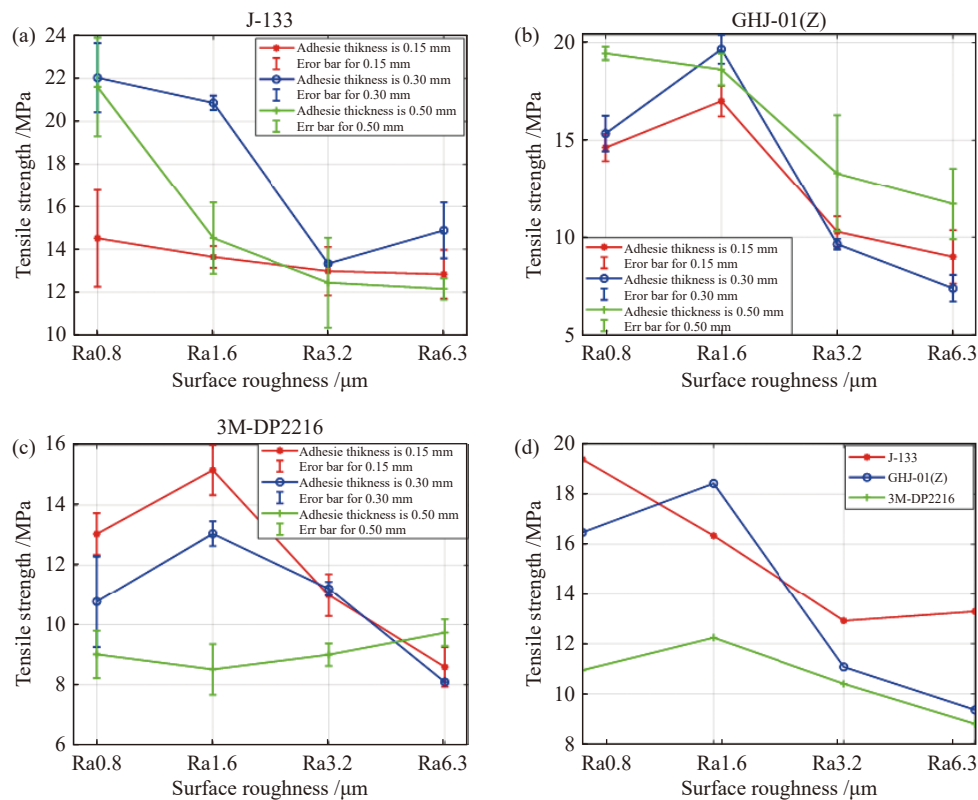 J-133
(a)
24
22
20
18
16
14
12
10
Tensile strength /MPa
Adhesie thikness is 0.15 mm
Eror bar for 0.15 mm
Adhesie thickness is 0.30 mm
Eror bar for 0.30 mm
Adhesie thickness is 0.50 mm
Err bar for 0.50 mm
Ra0.8 Ra1.6 Ra3.2 Ra6.3
Surface roughness /μm
GHJ-01(Z)
(b)
20
15
10
5
Tensile strength /MPa
Adhesie thikness is 0.15 mm
Eror bar for 0.15 mm
Adhesie thickness is 0.30 mm
Eror bar for 0.30 mm
Adhesie thickness is 0.50 mm
Err bar for 0.50 mm
Ra0.8 Ra1.6 Ra3.2 Ra6.3
Surface roughness /μm
3M-DP2216
(c)
16
14
12
10
8
6
Tensile strength /MPa
Adhesie thikness is 0.15 mm
Eror bar for 0.15 mm
Adhesie thickness is 0.30 mm
Eror bar for 0.30 mm
Adhesie thickness is 0.50 mm
Err bar for 0.50 mm
Ra0.8 Ra1.6 Ra3.2 Ra6.3
Surface roughness /μm
(d)
20
18
16
14
12
10
8
Tensile strength /MPa
J-133
GHJ-01(Z)
3M-DP2216
Ra0.8 Ra1.6 Ra3.2 Ra6.3
Surface roughness /μm